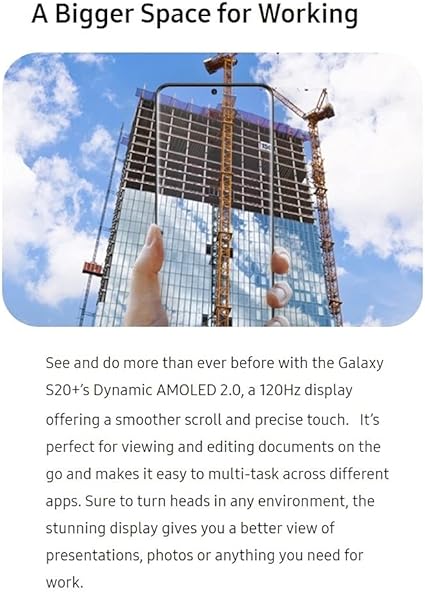 A Bigger Space for Working
See and do more than ever before with the Galaxy
S20+'s Dynamic AMOLED 2.0, a 120Hz display
offering a smoother scroll and precise touch. It's
perfect for viewing and editing documents on the
go and makes it easy to multi-task across different
apps. Sure to turn heads in any environment, the
stunning display gives you a better view of
presentations, photos or anything you need for
work.